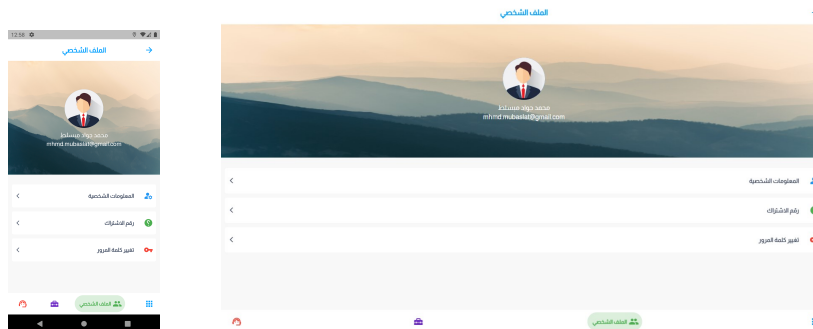 12:58
الملف الشخصي
محمد جواد مبسلط
mhmd.mubaslat@gmail.com
المعلومات الشخصية
رقم الاشتراك
تغيير كلمة المرور
الملف الشخصي
الملف الشخصي
محمد جواد مبسلط
mhmd.mubaslat@gmail.com
المعلومات الشخصية
رقم الاشتراك
تغيير كلمة المرور
الملف الشخصي